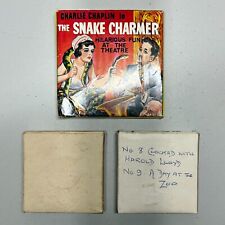 CHARLIE CHAPLIN in
THE SNAKE CHARMER
HILARIOUS FUN
AT THE
THEATRE
No 8 CROOKED WITH
HAROLD LLOYD
No 9 A DAY AT THE
ZOO